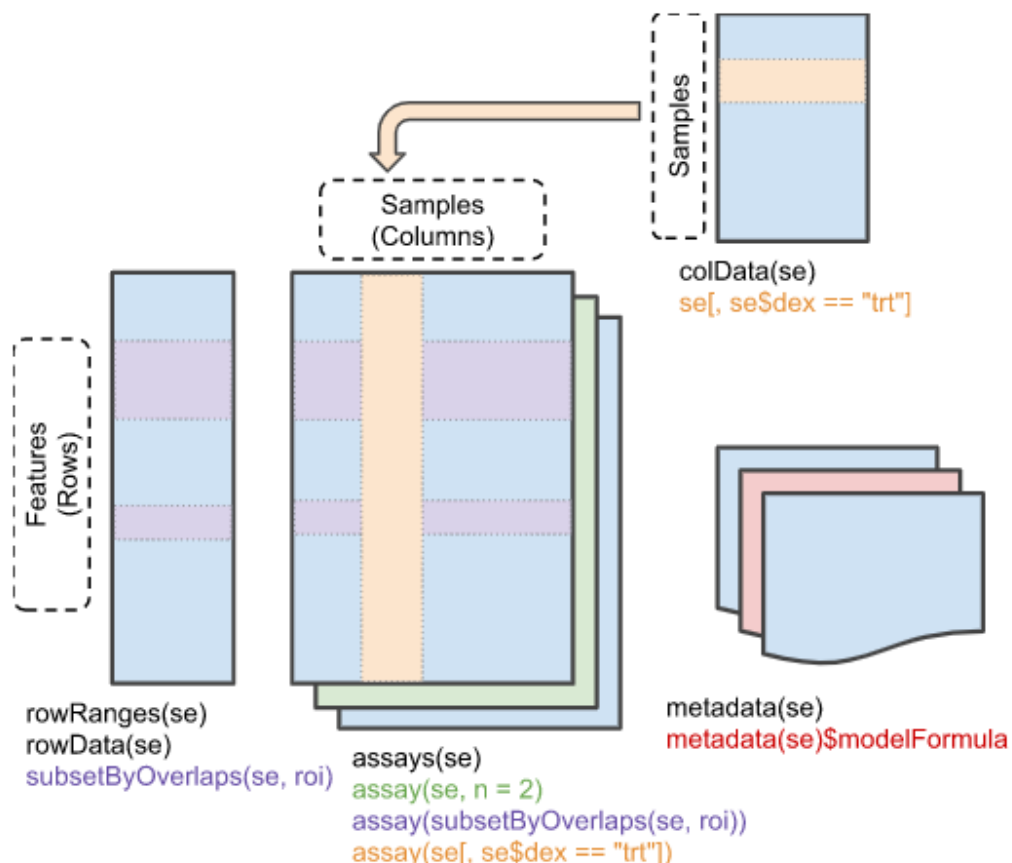 Samples
Samples
(Columns)
colData(se)
se[, se$dex == "trt"]
Features
(Rows)
rowRanges(se)
rowData(se)
subsetByOverlaps(se, roi)
assays(se)
assay(se, n = 2)
assay(subsetByOverlaps(se, roi))
assay(se[, se$dex == "trt"])
metadata(se)
metadata(se)$modelFormula